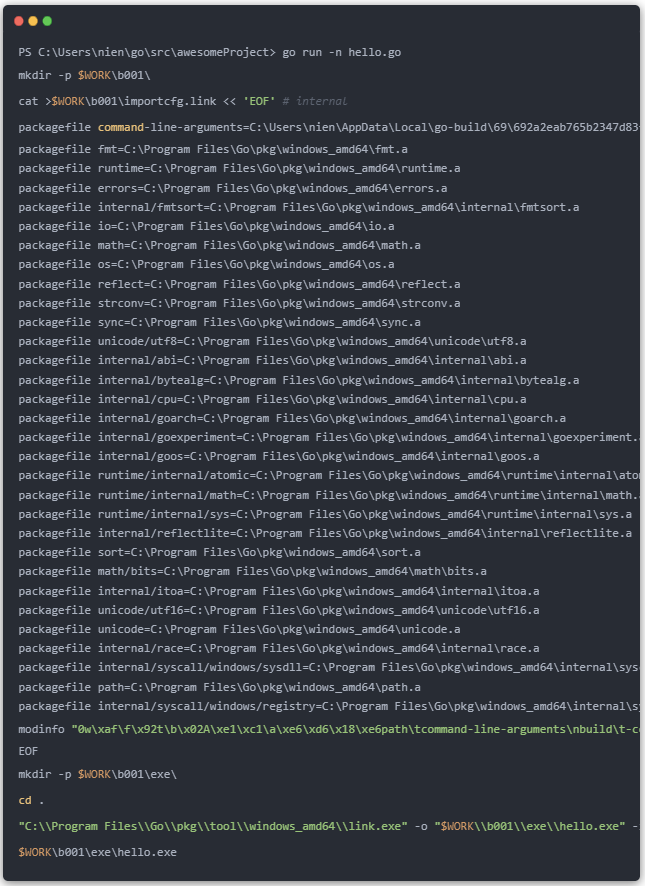 PS C:\Users\nien\go\src\awesomeProject> go run -n hello.go
mkdir -p $WORK\b001\
cat >$WORK\b001\importcfg.link << 'EOF' # internal
packagefile command-line-arguments=C:\Users\nien\AppData\Local\go-build\69\692a2eab765b2347d83
packagefile fmt=C:\Program Files\Go\pkg\windows_amd64\fmt.a
packagefile runtime=C:\Program Files\Go\pkg\windows_amd64\runtime.a
packagefile errors=C:\Program Files\Go\pkg\windows_amd64\errors.a
packagefile internal/fmtsort=C:\Program Files\Go\pkg\windows_amd64\internal\fmtsort.a
packagefile io=C:\Program Files\Go\pkg\windows_amd64\io.a
packagefile math=C:\Program Files\Go\pkg\windows_amd64\math.a
packagefile os=C:\Program Files\Go\pkg\windows_amd64\os.a
packagefile reflect=C:\Program Files\Go\pkg\windows_amd64\reflect.a
packagefile strconv=C:\Program Files\Go\pkg\windows_amd64\strconv.a
packagefile sync=C:\Program Files\Go\pkg\windows_amd64\sync.a
packagefile unicode/utf8=C:\Program Files\Go\pkg\windows_amd64\unicode\utf8.a
packagefile internal/abi=C:\Program Files\Go\pkg\windows_amd64\internal\abi.a
packagefile internal/bytealg=C:\Program Files\Go\pkg\windows_amd64\internal\bytealg.a
packagefile internal/cpu=C:\Program Files\Go\pkg\windows_amd64\internal\cpu.a
packagefile internal/goarch=C:\Program Files\Go\pkg\windows_amd64\internal\goarch.a
packagefile internal/goexperiment=C:\Program Files\Go\pkg\windows_amd64\internal\goexperiment.
packagefile internal/goos=C:\Program Files\Go\pkg\windows_amd64\internal\goos.a
packagefile runtime/internal/atomic=C:\Program Files\Go\pkg\windows_amd64\runtime\internal\ato
packagefile runtime/internal/math=C:\Program Files\Go\pkg\windows_amd64\runtime\internal\math.
packagefile runtime/internal/sys=C:\Program Files\Go\pkg\windows_amd64\runtime\internal\sys.a
packagefile internal/reflectlite=C:\Program Files\Go\pkg\windows_amd64\internal\reflectlite.a
packagefile sort=C:\Program Files\Go\pkg\windows_amd64\sort.a
packagefile math/bits=C:\Program Files\Go\pkg\windows_amd64\math\bits.a
packagefile internal/itoa=C:\Program Files\Go\pkg\windows_amd64\internal\itoa.a
packagefile unicode/utf16=C:\Program Files\Go\pkg\windows_amd64\unicode\utf16.a
packagefile unicode=C:\Program Files\Go\pkg\windows_amd64\unicode.a
packagefile internal/race=C:\Program Files\Go\pkg\windows_amd64\internal\race.a
packagefile internal/syscall/windows/sysdll=C:\Program Files\Go\pkg\windows_amd64\internal\sys
packagefile path=C:\Program Files\Go\pkg\windows_amd64\path.a
packagefile internal/syscall/windows/registry=C:\Program Files\Go\pkg\windows_amd64\internal\s
modinfo "0w\xaf\f\x92t\b\x02A\xe1\xc1\a\xe6\xd6\x18\xe6path\tcommand-line-arguments\nbuild\t-c
EOF
mkdir -p $WORK\b001\exe\
cd .
"C:\\Program Files\\Go\\pkg\\tool\\windows_amd64\\link.exe" -o "$WORK\\b001\\exe\\hello.exe" -
$WORK\b001\exe\hello.exe